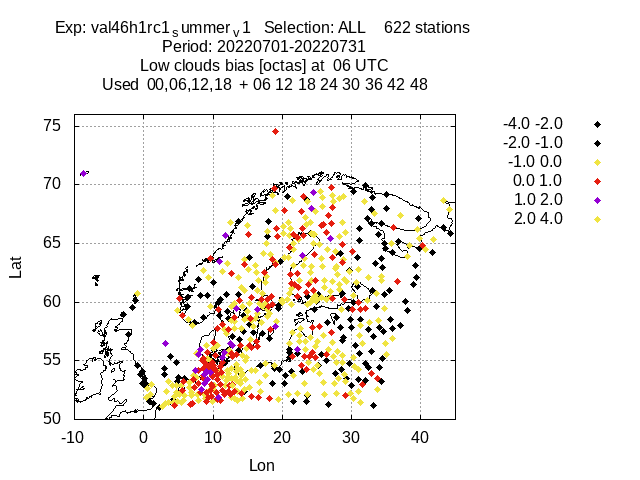 Exp: val46h1rc1summerv1 Selection: ALL 622 stations
Period: 20220701-20220731
Low clouds bias [octas] at 06 UTC
Used 00,06,12,18 + 06 12 18 24 30 36 42 48
-4.0 -2.0
-2.0 -1.0
-1.0 0.0
0.0 1.0
1.0 2.0
2.0 4.0
75
70
65
60
55
50
Lat
-10 0 10 20 30 40
Lon